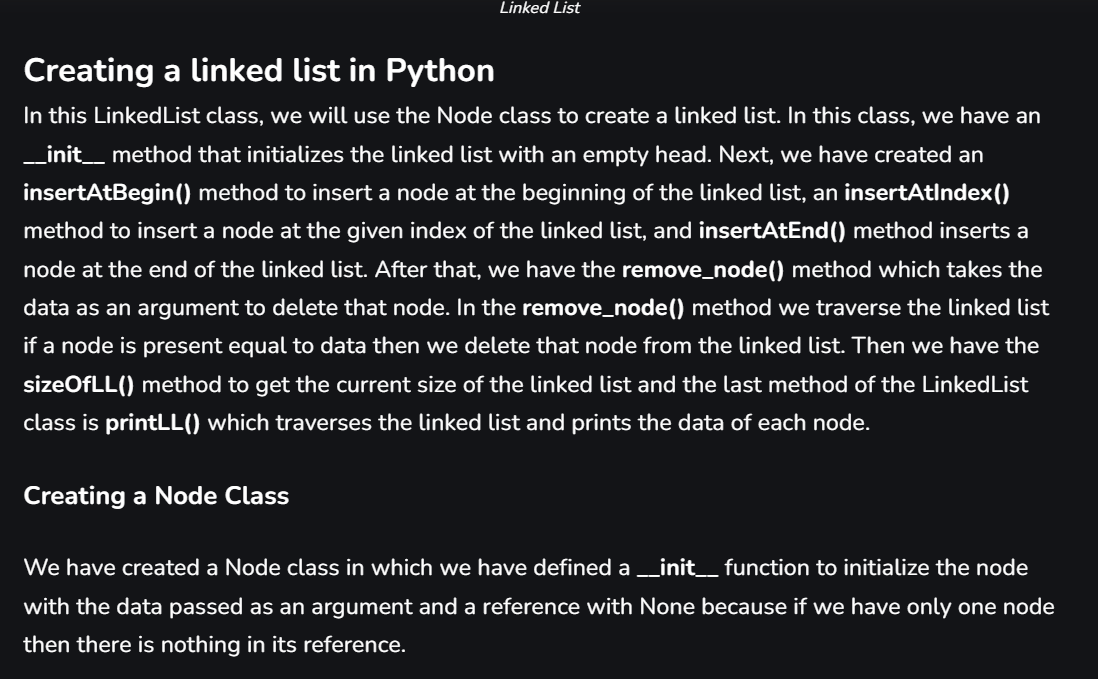 Linked List
Creating a linked list in Python
In this LinkedList class, we will use the Node class to create a linked list. In this class, we have an
__init__ method that initializes the linked list with an empty head. Next, we have created an
insertAtBegin() method to insert a node at the beginning of the linked list, an insertAtIndex()
method to insert a node at the given index of the linked list, and insertAtEnd() method inserts a
node at the end of the linked list. After that, we have the remove_node() method which takes the
data as an argument to delete that node. In the remove_node() method we traverse the linked list
if a node is present equal to data then we delete that node from the linked list. Then we have the
sizeOfLL() method to get the current size of the linked list and the last method of the LinkedList
class is printLL() which traverses the linked list and prints the data of each node.
Creating a Node Class
We have created a Node class in which we have defined a __init__ function to initialize the node
with the data passed as an argument and a reference with None because if we have only one node
then there is nothing in its reference.